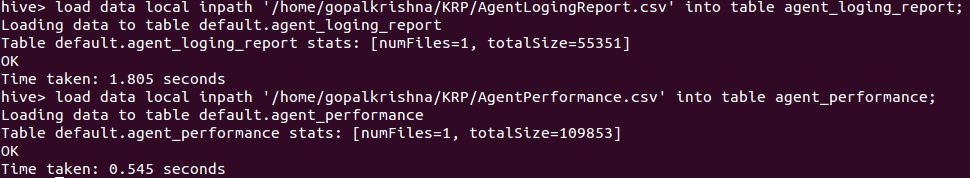 hive> load data local inpath '/home/gopalkrishna/KRP/AgentLogingReport.csv' into table agent_loging_report;
Loading data to table default.agent_loging_report
Table default.agent_loging_report stats: [numFiles=1, totalSize=55351]
OK
Time taken: 1.805 seconds
hive> load data local inpath '/home/gopalkrishna/KRP/AgentPerformance.csv' into table agent_performance;
Loading data to table default.agent_performance
Table default.agent_performance stats: [numFiles=1, totalSize=109853]
OK
Time taken: 0.545 seconds